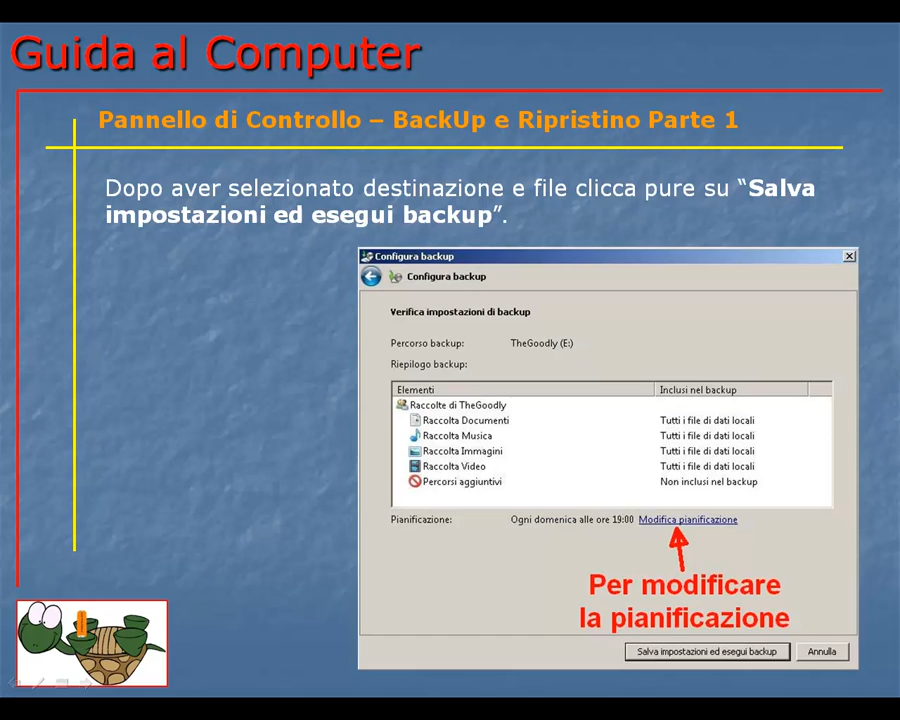 Guida al Computer
Pannello di Controllo – BackUp e Ripristino Parte 1
Dopo aver selezionato destinazione e file clicca pure su “Salva
impostazioni ed esegui backup”.
Configura backup
Configura backup
Verifica impostazioni di backup
Percorso backup: TheGoodly (E:)
Riepilogo backup:
Elementi Inclusi nel backup
Raccolte di TheGoodly
Raccolta Documenti Tutti i file di dati locali
Raccolta Musica Tutti i file di dati locali
Raccolta Immagini Tutti i file di dati locali
Raccolta Video Tutti i file di dati locali
Percorsi aggiuntivi Non inclusi nel backup
Pianificazione: Ogni domenica alle ore 19:00 Modifica pianificazione
Per modificare
la pianificazione
Salva impostazioni ed esegui backup Annulla